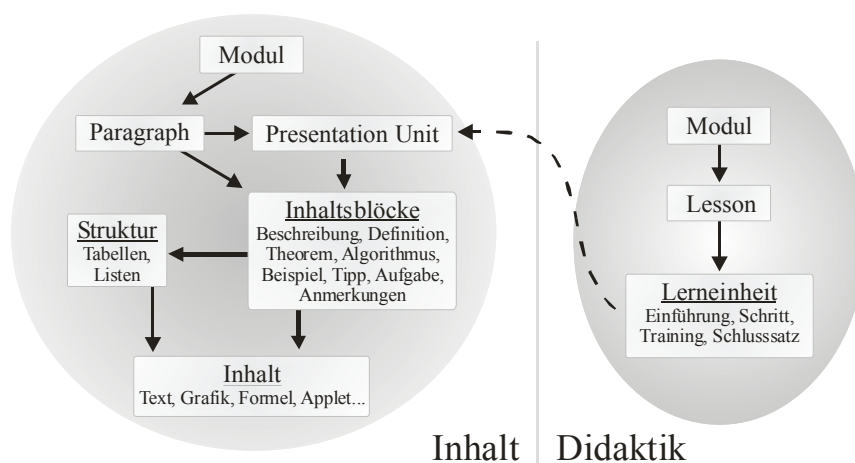 Modul
Paragraph
Presentation Unit
Inhaltsblöcke
Beschreibung, Definition,
Theorem, Algorithmus,
Beispiel, Tipp, Aufgabe,
Anmerkungen
Struktur
Tabellen,
Listen
Inhalt
Text, Grafik, Formel, Applet...
Inhalt
Modul
Lesson
Lerneinheit
Einführung, Schritt,
Training, Schlusssatz
Didaktik